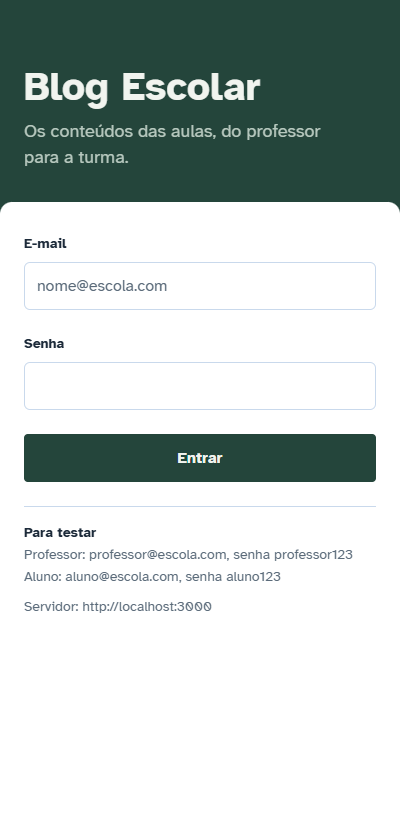 Blog Escolar
Os conteúdos das aulas, do professor
para a turma.
E-mail
nome@escola.com
Senha
Entrar
Para testar
Professor: professor@escola.com, senha professor123
Aluno: aluno@escola.com, senha aluno123
Servidor: http://localhost:3000